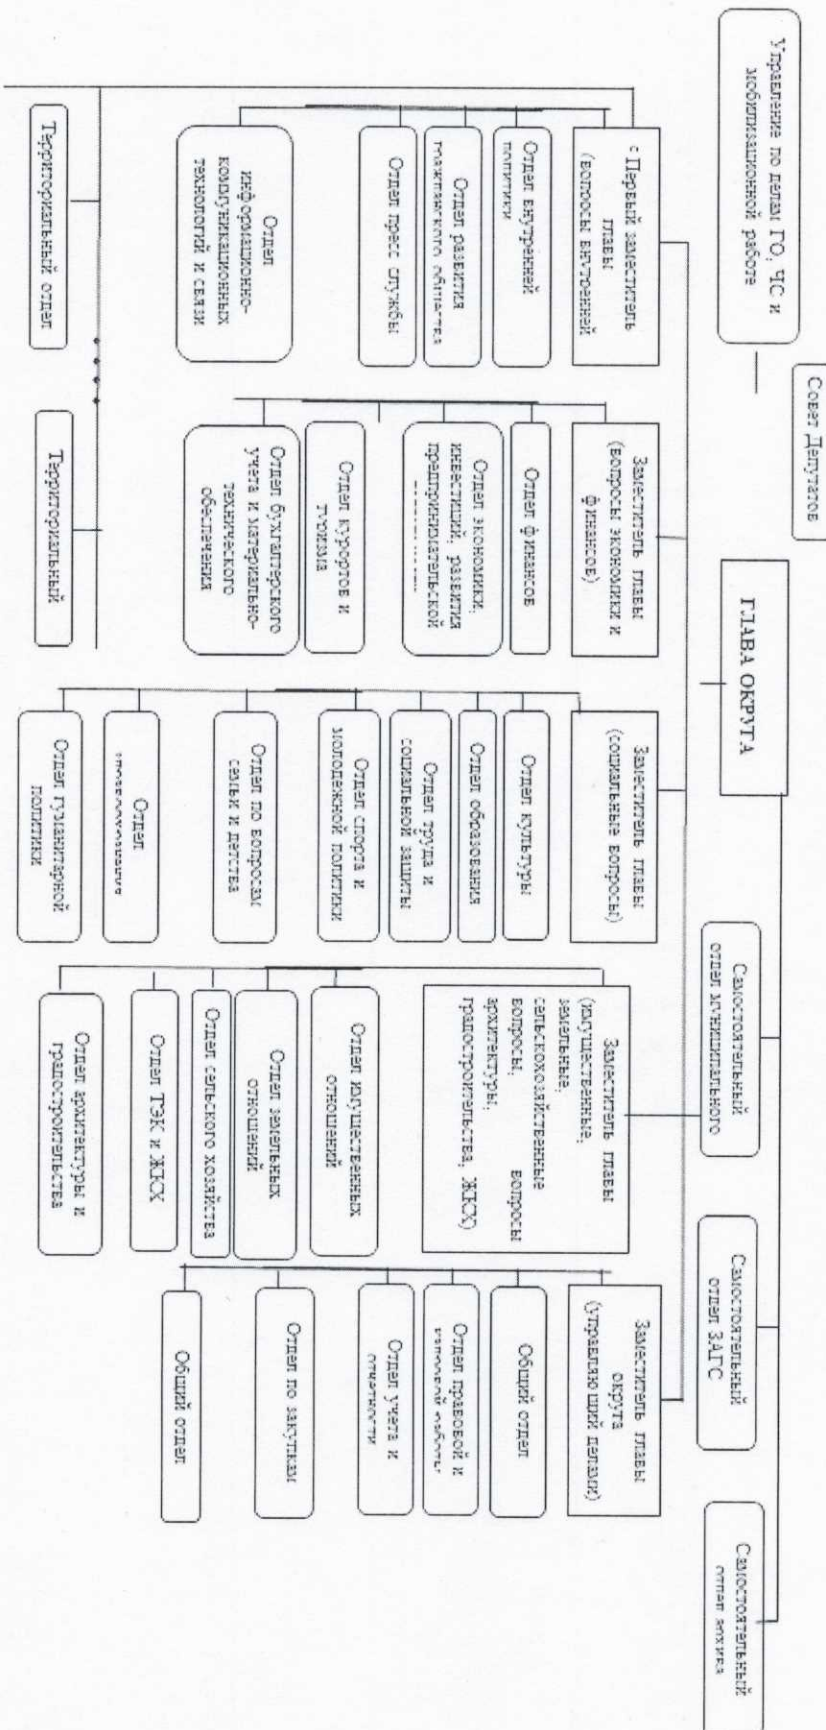 Совет Депутатов
Управление по делам ГО, ЧС и
мобилизационной работе
ГЛАВА ОКРУГА
Самостоятельный
отдел муниципального
Самостоятельный
отдел ЗАГС
Самостоятельный
отдел архива
с Первый заместитель
главы
(вопросы внутренней
Отдел внутренней
политики
Отдел развития
гражданского общества
Отдел пресс службы
Отдел
информационно-
коммуникационных
технологий и связи
Заместитель главы
(вопросы экономики и
финансов)
Отдел финансов
Отдел экономики,
инвестиций, развития
предпринимательской
Отдел курортов и
туризма
Отдел бухгалтерского
учета и материально-
технического
обеспечения
Заместитель главы
(социальные вопросы)
Отдел культуры
Отдел образования
Отдел труда и
социальной защиты
Отдел спорта и
молодежной политики
Отдел по вопросам
семьи и детства
Отдел
здравоохранения
Отдел гуманитарной
политики
Заместитель главы
(имущественные,
земельные,
сельскохозяйственные
вопросы, вопросы
архитектуры,
градостроительства, ЖКХ)
Отдел имущественных
отношений
Отдел земельных
отношений
Отдел сельского хозяйства
Отдел ТЭК и ЖКХ
Отдел архитектуры и
градостроительства
Заместитель главы
округа
(управляющий делами)
Общий отдел
Отдел правовой и
кадровой работы
Отдел учета и
отчетности
Отдел по закупкам
Общий отдел
Территориальный отдел
Территориальный